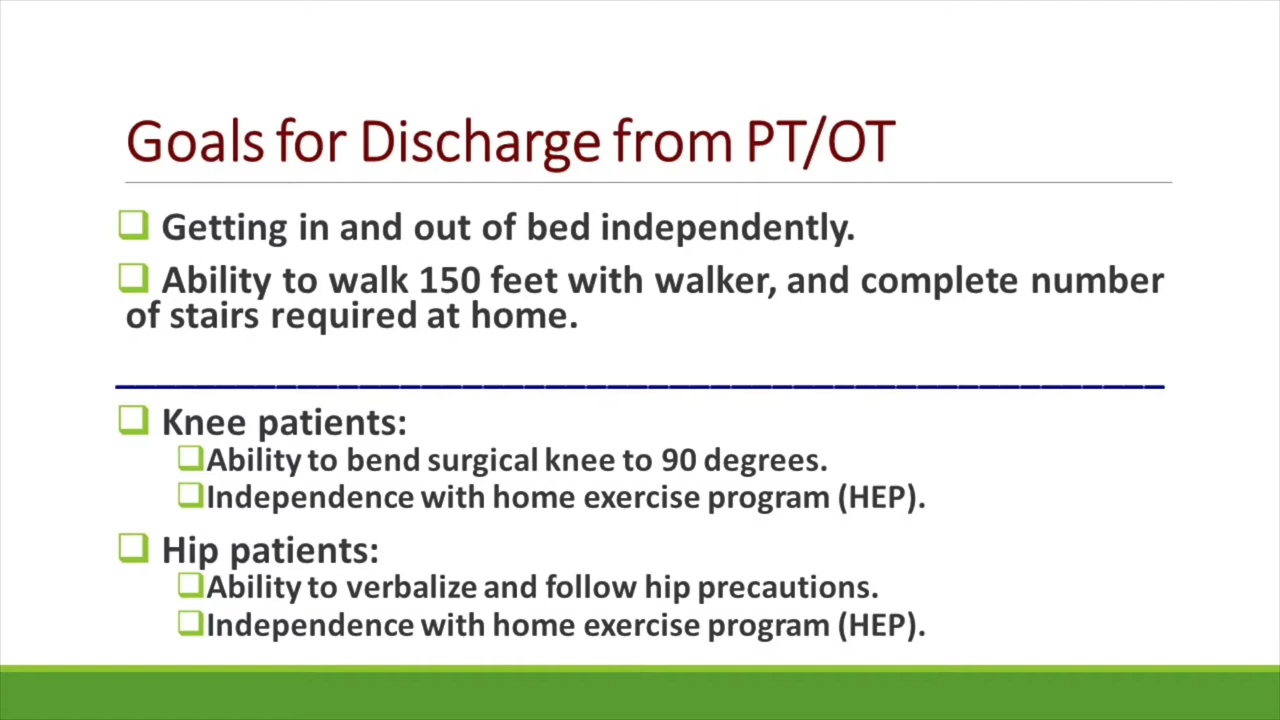 Goals for Discharge from PT/OT
Getting in and out of bed independently.
Ability to walk 150 feet with walker, and complete number
of stairs required at home.
Knee patients:
Ability to bend surgical knee to 90 degrees.
Independence with home exercise program (HEP).
Hip patients:
Ability to verbalize and follow hip precautions.
Independence with home exercise program (HEP).